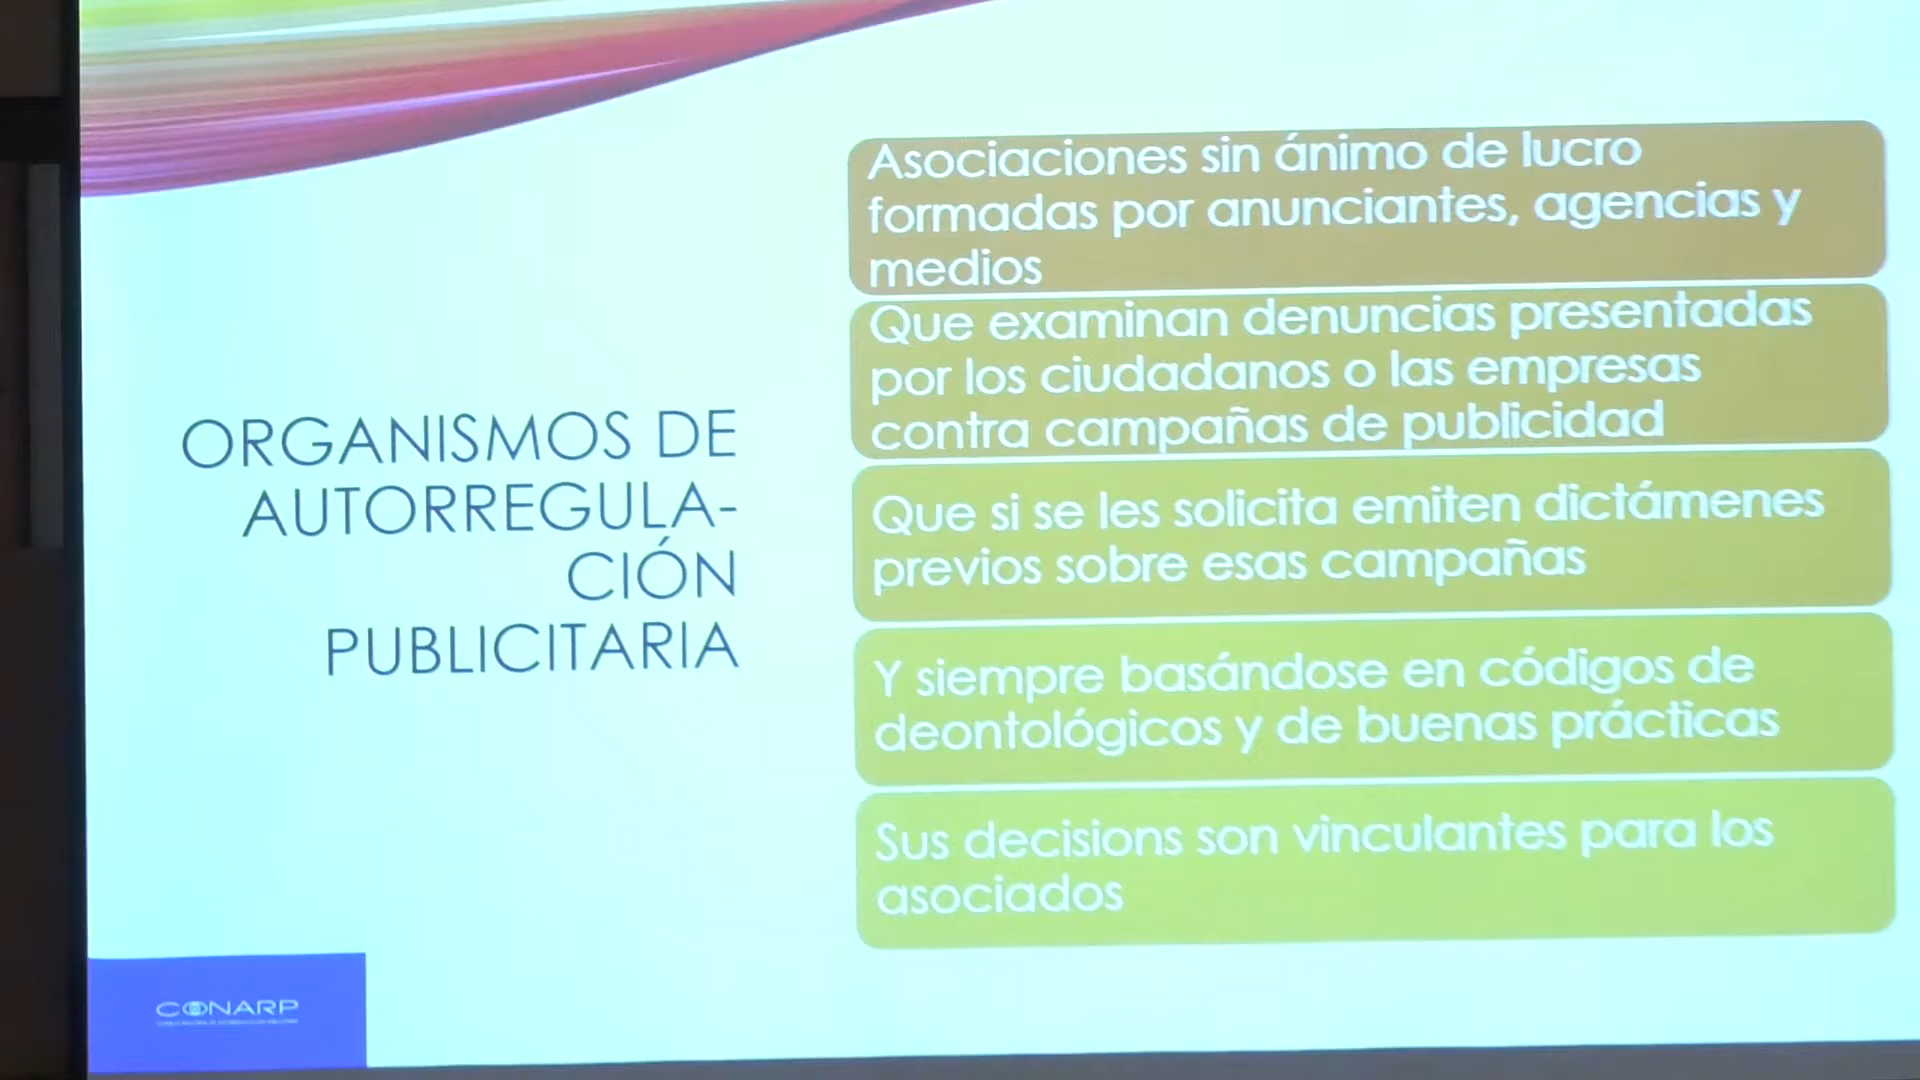 ORGANISMOS DE
AUTORREGULA-
CIÓN
PUBLICITARIA
Asociaciones sin ánimo de lucro
formadas por anunciantes, agencias y
medios
Que examinan denuncias presentadas
por los ciudadanos o las empresas
contra campañas de publicidad
Que si se les solicita emiten dictámenes
previos sobre esas campañas
Y siempre basándose en códigos de
deontológicos y de buenas prácticas
Sus decisions son vinculantes para los
asociados
CONARP